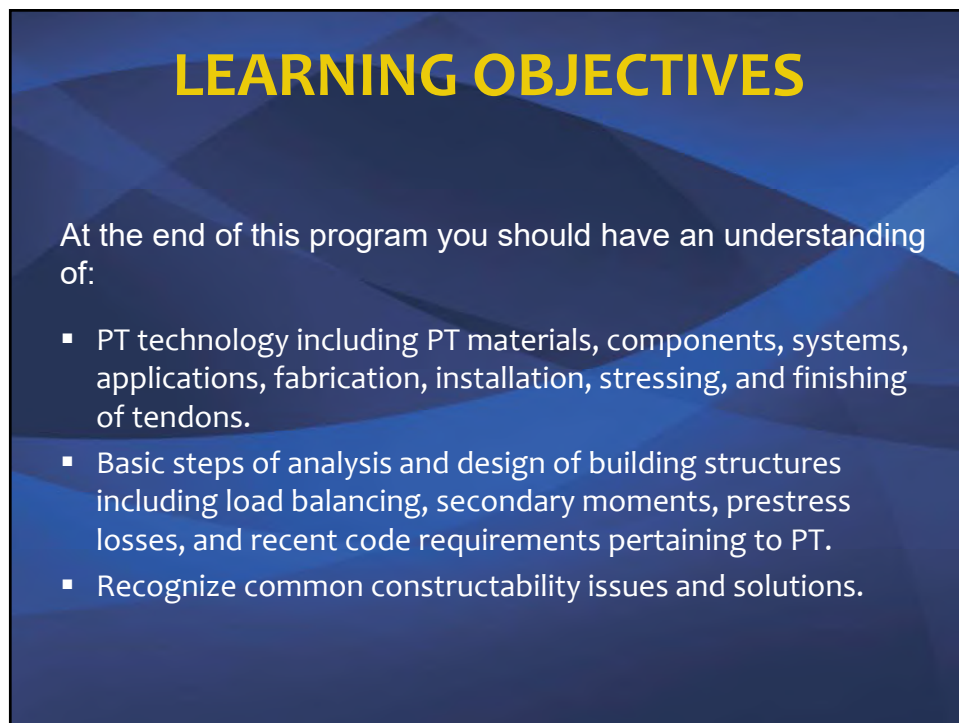 LEARNING OBJECTIVES
At the end of this program you should have an understanding
of:
▪ PT technology including PT materials, components, systems,
applications, fabrication, installation, stressing, and finishing
of tendons.
▪ Basic steps of analysis and design of building structures
including load balancing, secondary moments, prestress
losses, and recent code requirements pertaining to PT.
▪ Recognize common constructability issues and solutions.